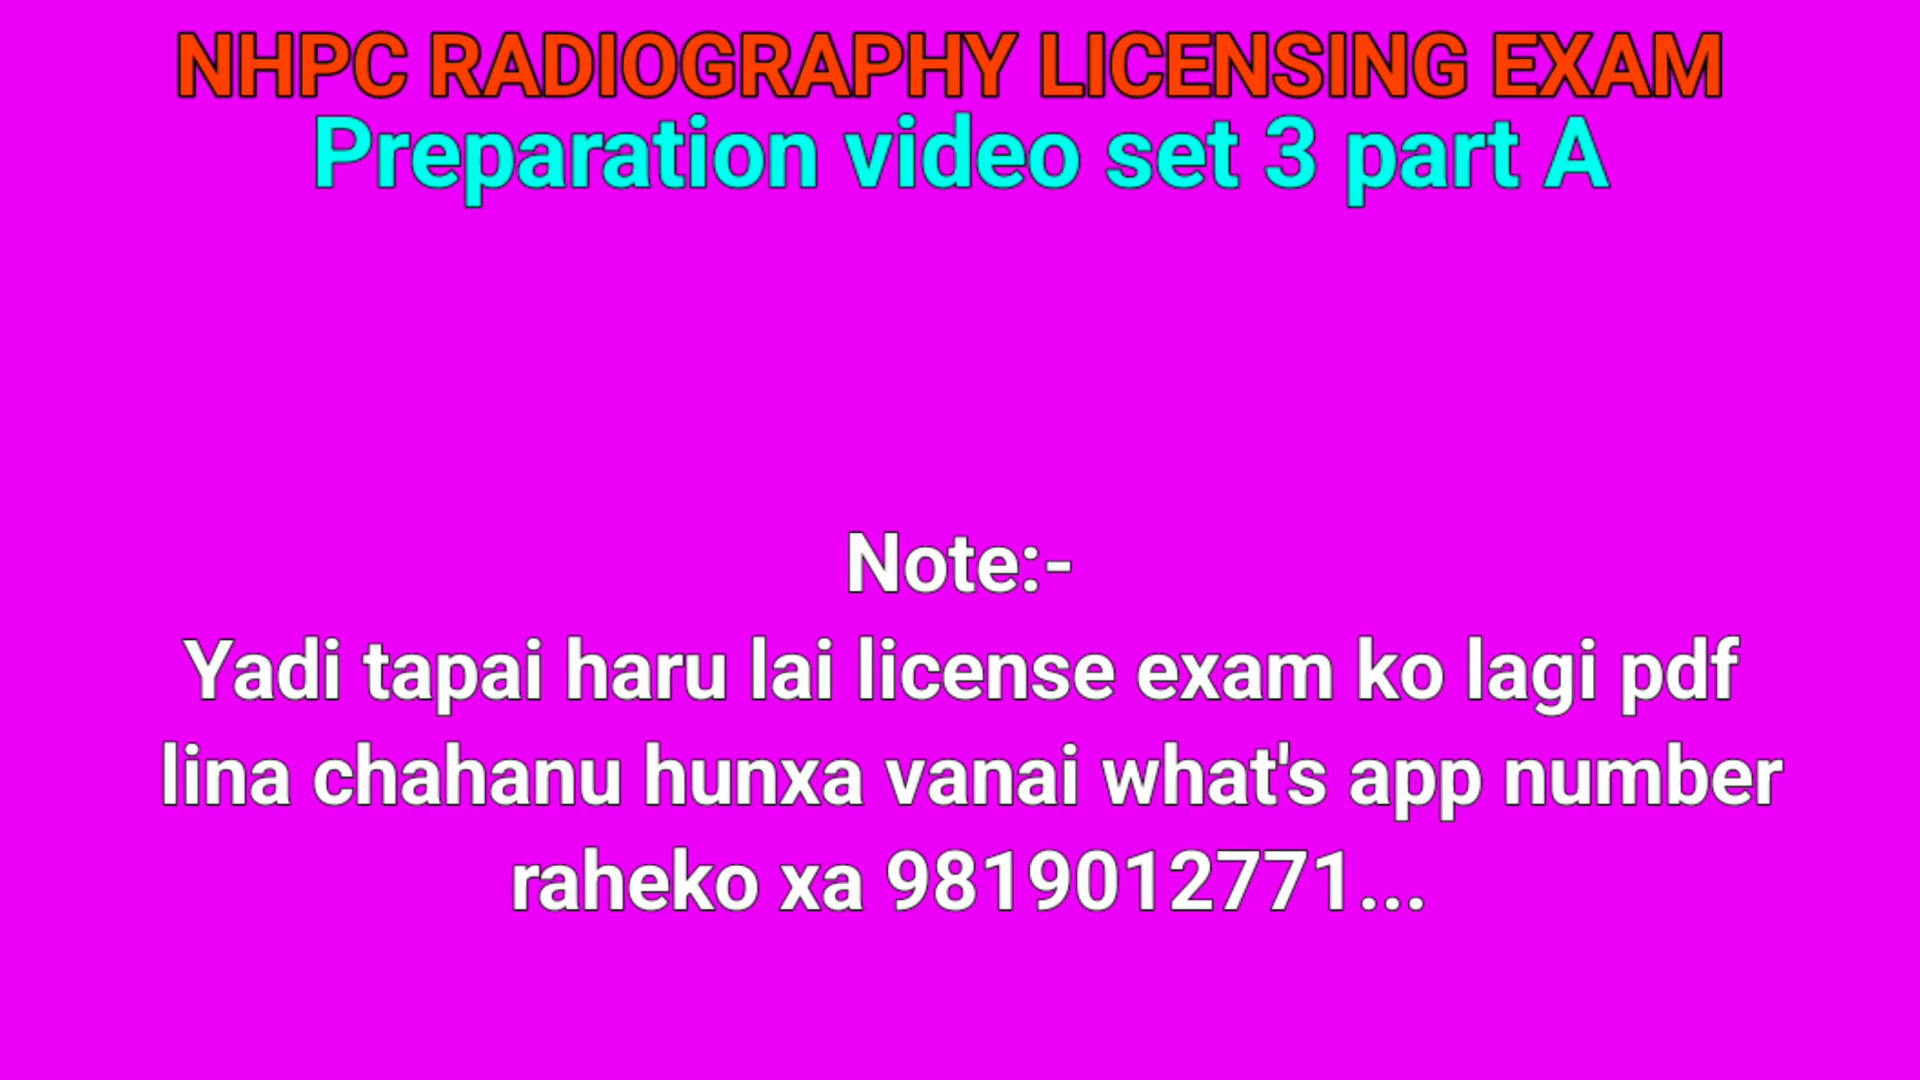 NHPC RADIOGRAPHY LICENSING EXAM
Preparation video set 3 part A
Note:-
Yadi tapai haru lai license exam ko lagi pdf
lina chahanu hunxa vanai what's app number
raheko xa 9819012771...